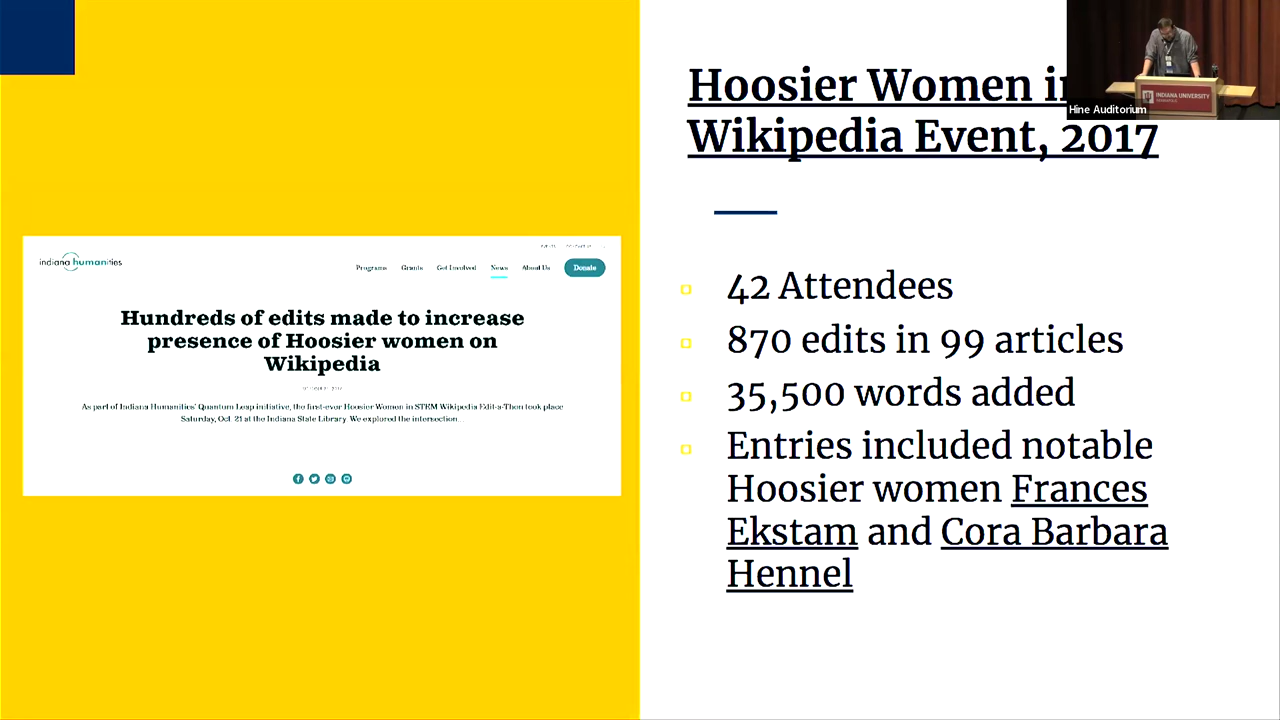 Hoosier Women in
Wikipedia Event, 2017
Hine Auditorium
INDIANA UNIVERSITY
indiana humanities
Programs Grants Get Involved News About Us Donate
Hundreds of edits made to increase
presence of Hoosier women on
Wikipedia
As part of Indiana Humanities' Quantum Leap initiative, the first-ever Hoosier Women in STEM Wikipedia Edit-a-Thon took place
Saturday, Oct. 21 at the Indiana State Library. We explored the intersection...
42 Attendees
870 edits in 99 articles
35,500 words added
Entries included notable
Hoosier women Frances
Ekstam and Cora Barbara
Hennel